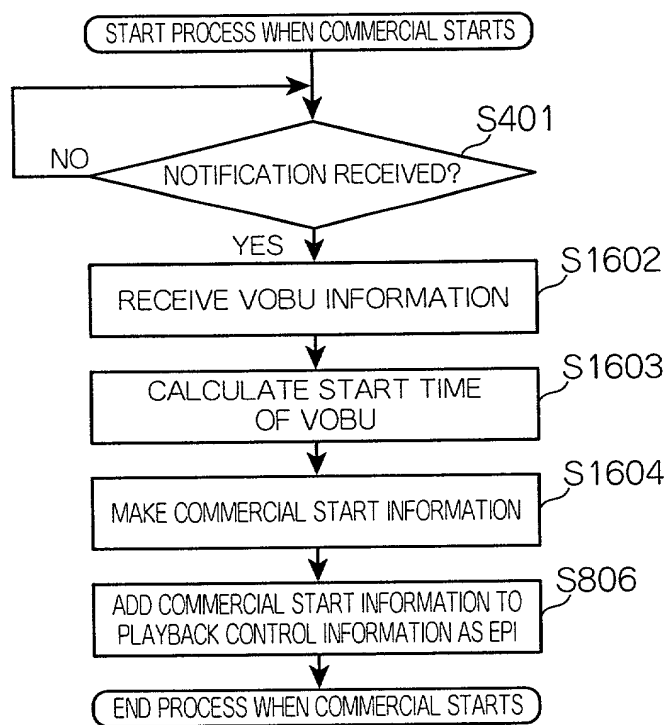 START PROCESS WHEN COMMERCIAL STARTS
S401
NO
NOTIFICATION RECEIVED?
YES
S1602
RECEIVE VOBU INFORMATION
S1603
CALCULATE START TIME
OF VOBU
S1604
MAKE COMMERCIAL START INFORMATION
S806
ADD COMMERCIAL START INFORMATION TO
PLAYBACK CONTROL INFORMATION AS EPI
END PROCESS WHEN COMMERCIAL STARTS